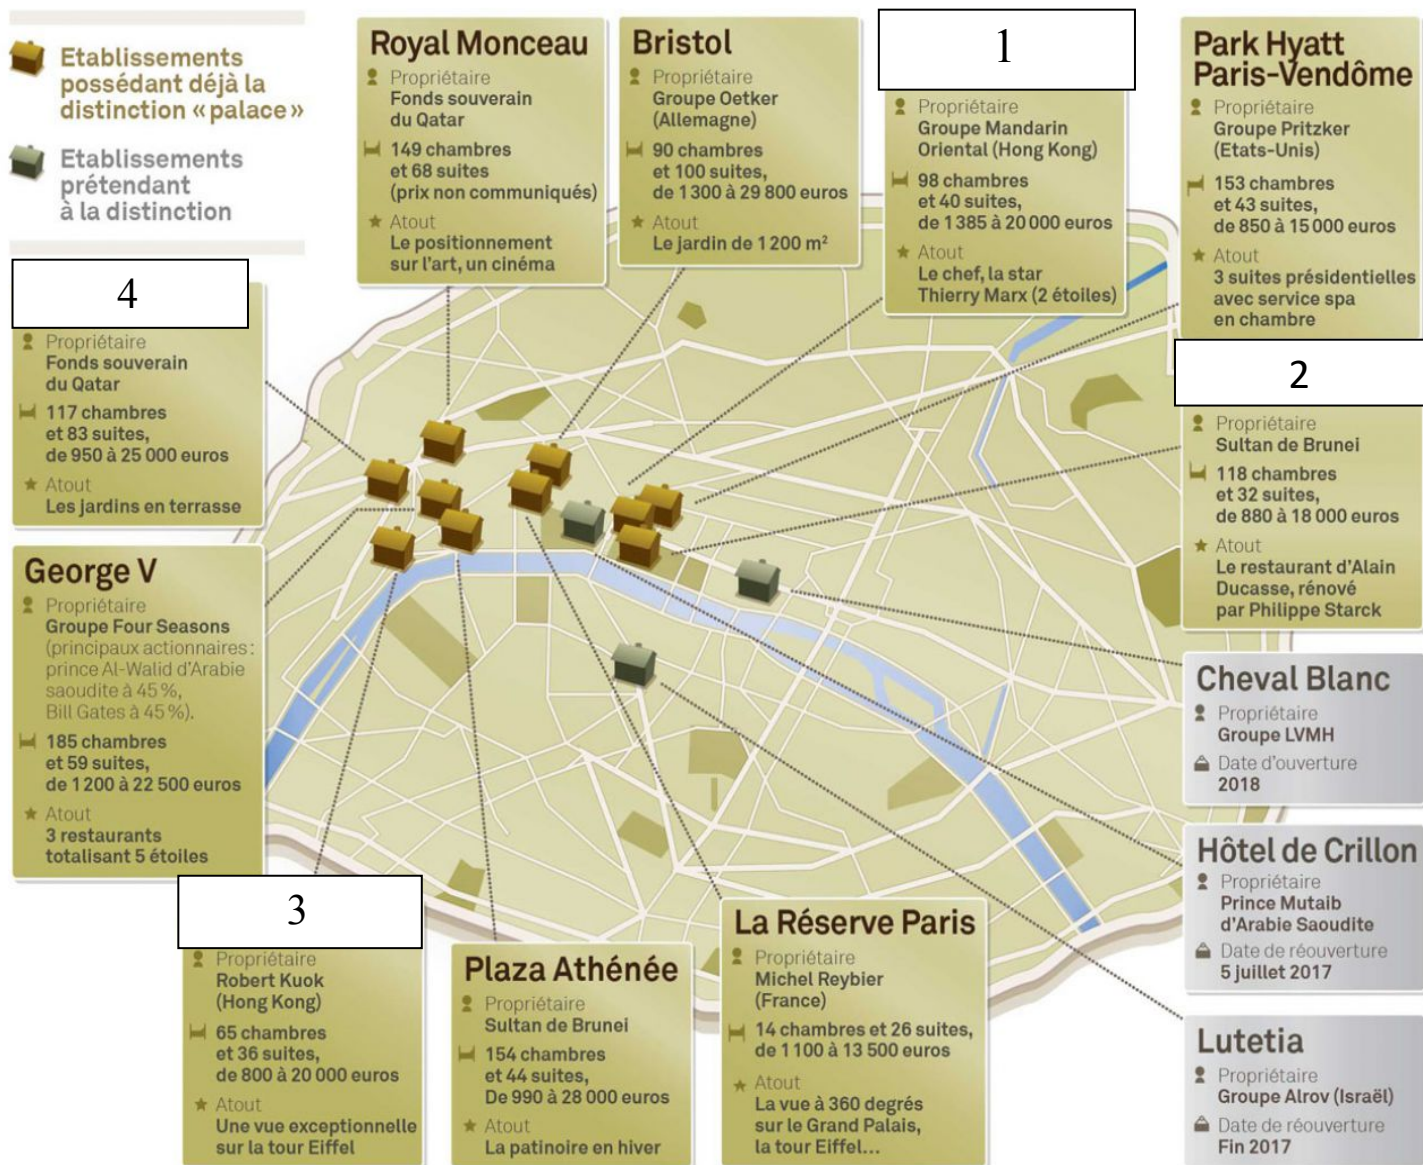 Etablissements
possédant déjà la
distinction « palace »
Etablissements
prétendant
à la distinction
Royal Monceau
Propriétaire
Fonds souverain
du Qatar
149 chambres
et 68 suites
(prix non communiqués)
Atout
Le positionnement
sur l'art, un cinéma
Bristol
Propriétaire
Groupe Oetker
(Allemagne)
90 chambres
et 100 suites,
de 1 300 à 29 800 euros
Atout
Le jardin de 1 200 m²
1
Propriétaire
Groupe Mandarin
Oriental (Hong Kong)
98 chambres
et 40 suites,
de 1 385 à 20 000 euros
Atout
Le chef, la star
Thierry Marx (2 étoiles)
Park Hyatt
Paris-Vendôme
Propriétaire
Groupe Pritzker
(Etats-Unis)
153 chambres
et 43 suites,
de 850 à 15 000 euros
Atout
3 suites présidentielles
avec service spa
en chambre
4
Propriétaire
Fonds souverain
du Qatar
117 chambres
et 83 suites,
de 950 à 25 000 euros
Atout
Les jardins en terrasse
2
Propriétaire
Sultan de Brunei
118 chambres
et 32 suites,
de 880 à 18 000 euros
Atout
Le restaurant d'Alain
Ducasse, rénové
par Philippe Starck
George V
Propriétaire
Groupe Four Seasons
(principaux actionnaires :
prince Al-Walid d'Arabie
saoudite à 45 %,
Bill Gates à 45 %).
185 chambres
et 59 suites,
de 1 200 à 22 500 euros
Atout
3 restaurants
totalisant 5 étoiles
Cheval Blanc
Propriétaire
Groupe LVMH
Date d'ouverture
2018
Hôtel de Crillon
Propriétaire
Prince Mutaib
d'Arabie Saoudite
Date de réouverture
5 juillet 2017
3
Propriétaire
Robert Kuok
(Hong Kong)
65 chambres
et 36 suites,
de 800 à 20 000 euros
Atout
Une vue exceptionnelle
sur la tour Eiffel
Plaza Athénée
Propriétaire
Sultan de Brunei
154 chambres
et 44 suites,
De 990 à 28 000 euros
Atout
La patinoire en hiver
La Réserve Paris
Propriétaire
Michel Reybier
(France)
14 chambres et 26 suites,
de 1 100 à 13 500 euros
Atout
La vue à 360 degrés
sur le Grand Palais,
la tour Eiffel...
Lutetia
Propriétaire
Groupe Alrov (Israël)
Date de réouverture
Fin 2017